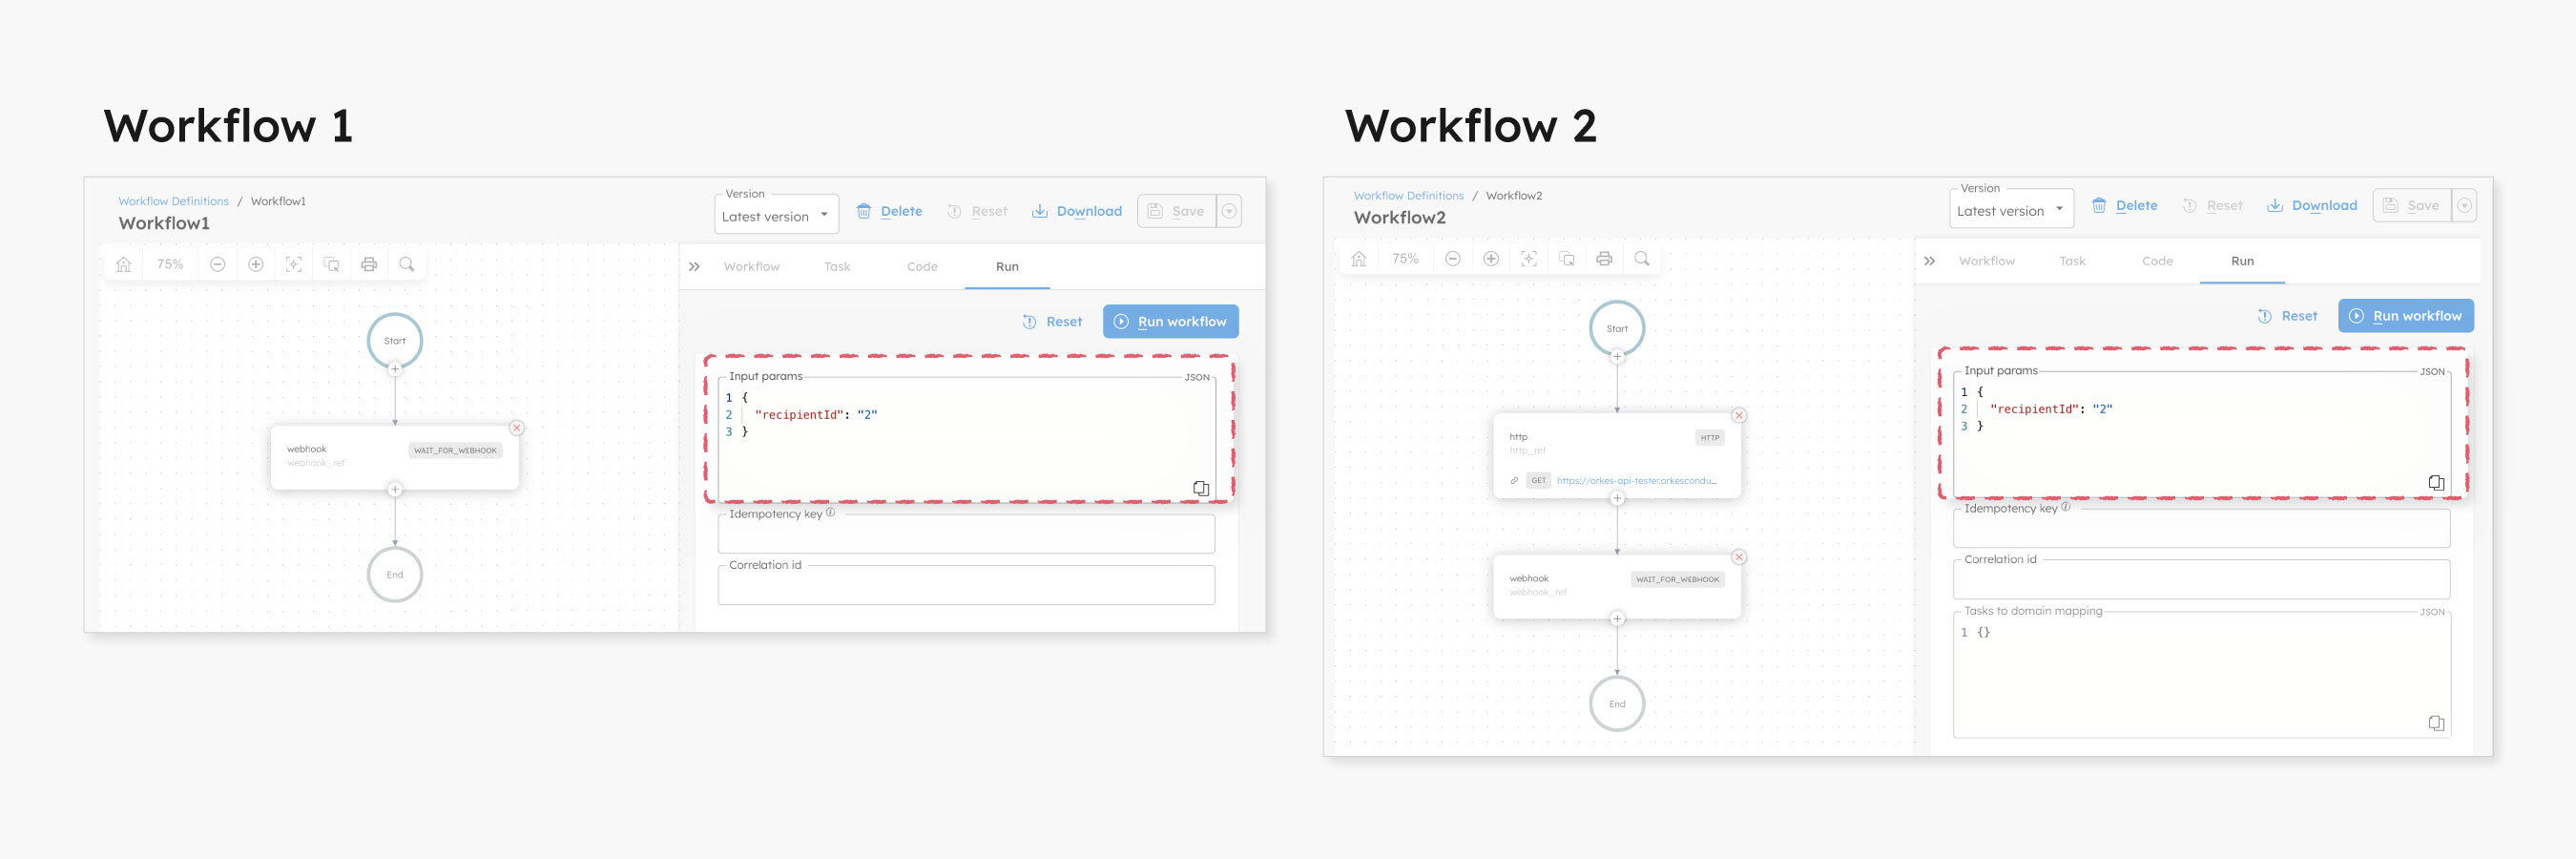 Workflow 1
Workflow Definitions / Workflow1
Workflow1
Version
Latest version
Delete
Reset
Download
Save
75%
Workflow
Task
Code
Run
Reset
Run workflow
Start
webhook
webhook_ref
WAIT_FOR_WEBHOOK
End
Input params
JSON
1 {
2 "recipientId": "2"
3 }
Idempotency key
Correlation id
Workflow 2
Workflow Definitions / Workflow2
Workflow2
Version
Latest version
Delete
Reset
Download
Save
75%
Workflow
Task
Code
Run
Reset
Run workflow
Start
http
http_ref
HTTP
GET https://orkes-api-tester.orkescondu...
webhook
webhook_ref
WAIT_FOR_WEBHOOK
End
Input params
JSON
1 {
2 "recipientId": "2"
3 }
Idempotency key
Correlation id
Tasks to domain mapping
JSON
1 {}